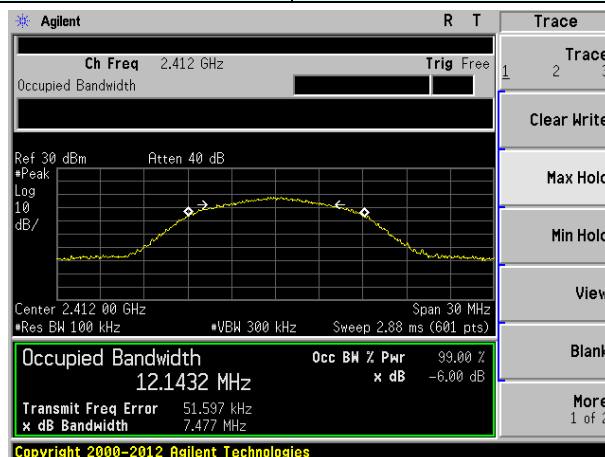 Agilent R T Trace
Ch Freq 2.412 GHz Trig Free
Occupied Bandwidth
Trace
1 2 3
Clear Write
Max Hold
Min Hold
View
Blank
More
1 of 2
Ref 30 dBm Atten 40 dB
#Peak
Log
10
dB/
Center 2.412 00 GHz Span 30 MHz
#Res BW 100 kHz #VBW 300 kHz Sweep 2.88 ms (601 pts)
Occupied Bandwidth Occ BW % Pwr 99.00 %
12.1432 MHz x dB -6.00 dB
Transmit Freq Error 51.597 kHz
x dB Bandwidth 7.477 MHz
Copyright 2000-2012 Agilent Technologies